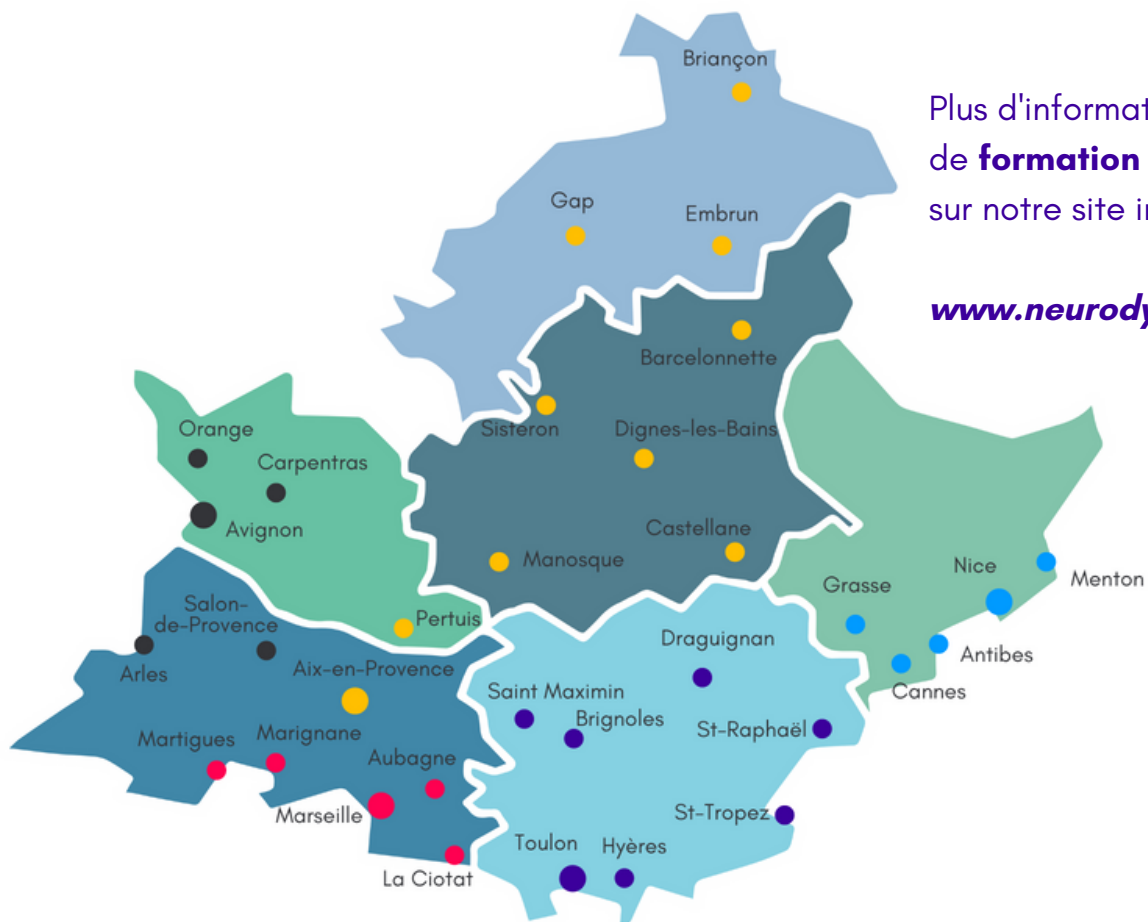 Briançon
Plus d'informat
de formation
sur notre site i
www.neurody
Gap
Embrun
Barcelonnette
Sisteron
Dignes-les-Bains
Orange
Carpentras
Avignon
Castellane
Manosque
Nice
Menton
Grasse
Antibes
Cannes
Pertuis
Salon-
de-Provence
Arles
Aix-en-Provence
Draguignan
Saint Maximin
Brignoles
St-Raphaël
Martigues
Marignane
Aubagne
Marseille
La Ciotat
St-Tropez
Toulon
Hyères